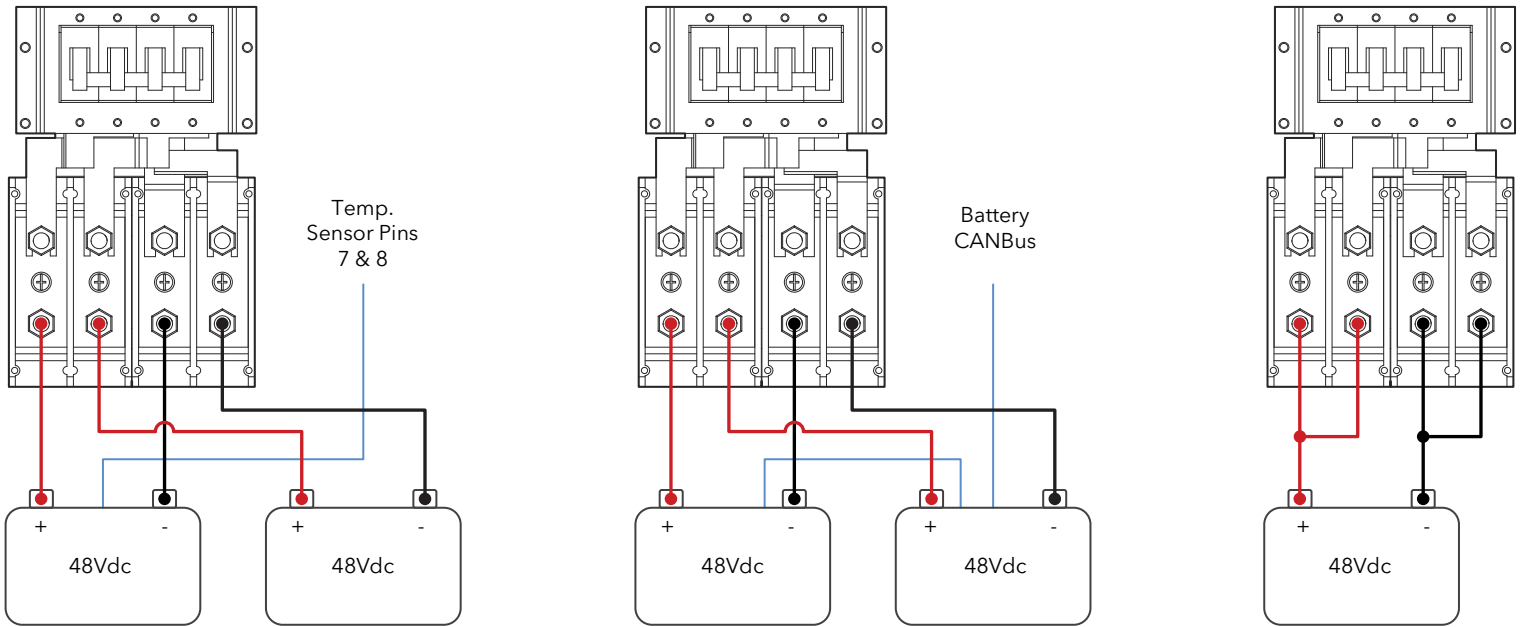 Temp.
Sensor Pins
7 & 8
+ -
48Vdc
+ -
48Vdc
Battery
CANBus
+ -
48Vdc
+ -
48Vdc
+ -
48Vdc